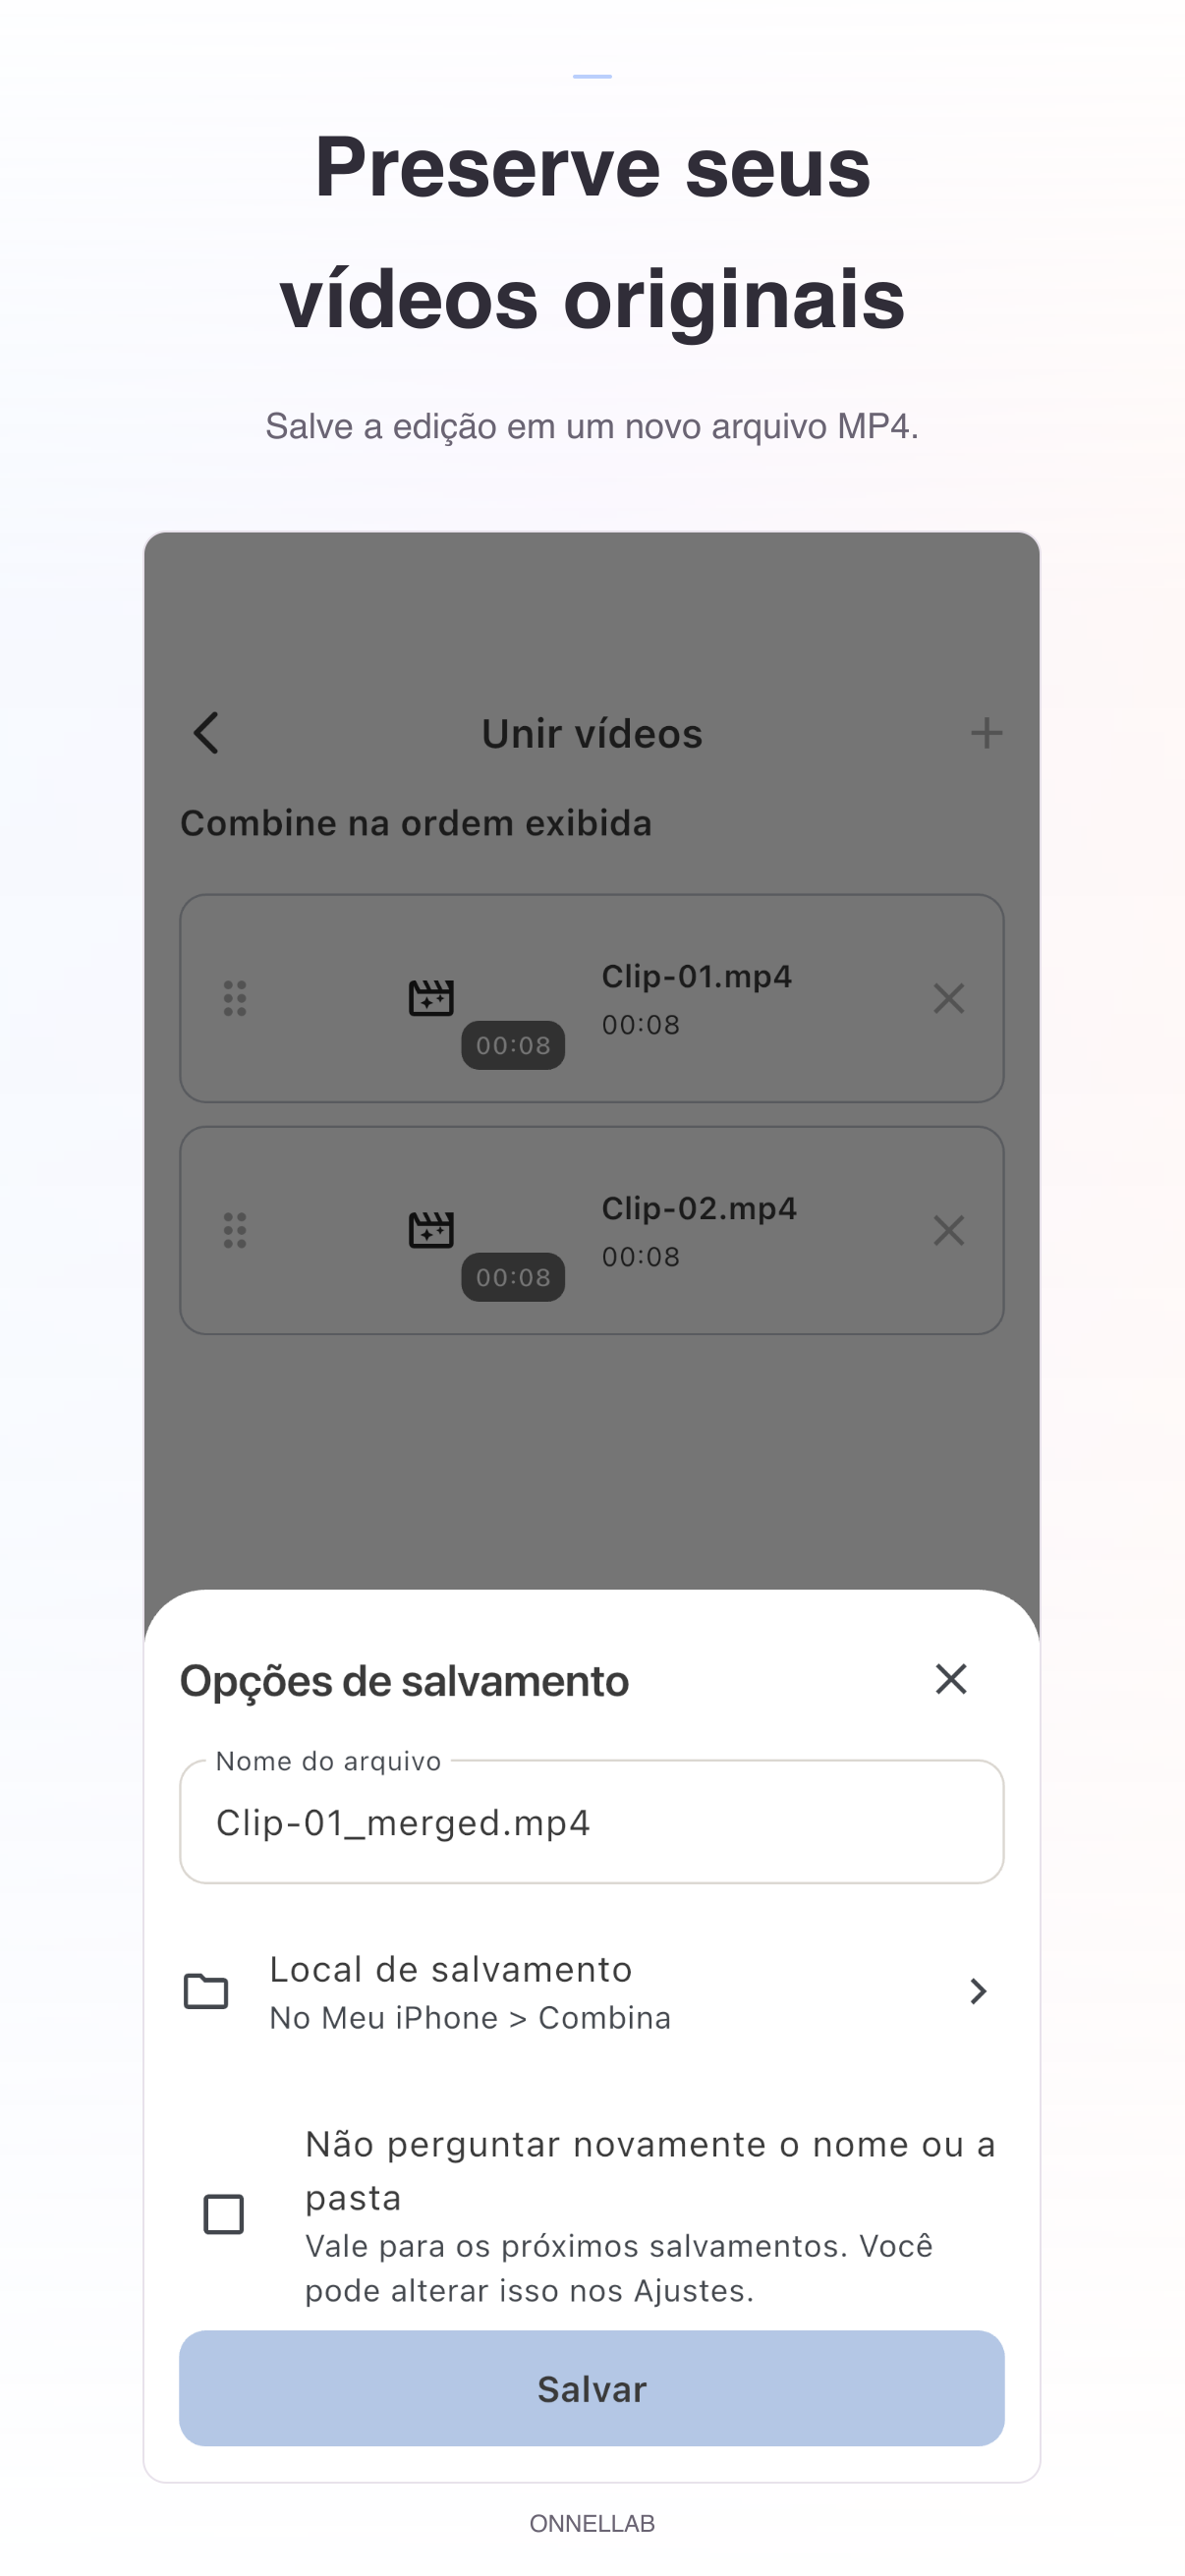 Preserve seus
vídeos originais
Salve a edição em um novo arquivo MP4.
Unir vídeos
Combine na ordem exibida
Clip-01.mp4
00:08
00:08
Clip-02.mp4
00:08
00:08
Opções de salvamento
Nome do arquivo
Clip-01_merged.mp4
Local de salvamento
No Meu iPhone > Combina
Não perguntar novamente o nome ou a
pasta
Vale para os próximos salvamentos. Você
pode alterar isso nos Ajustes.
Salvar
ONNELLAB